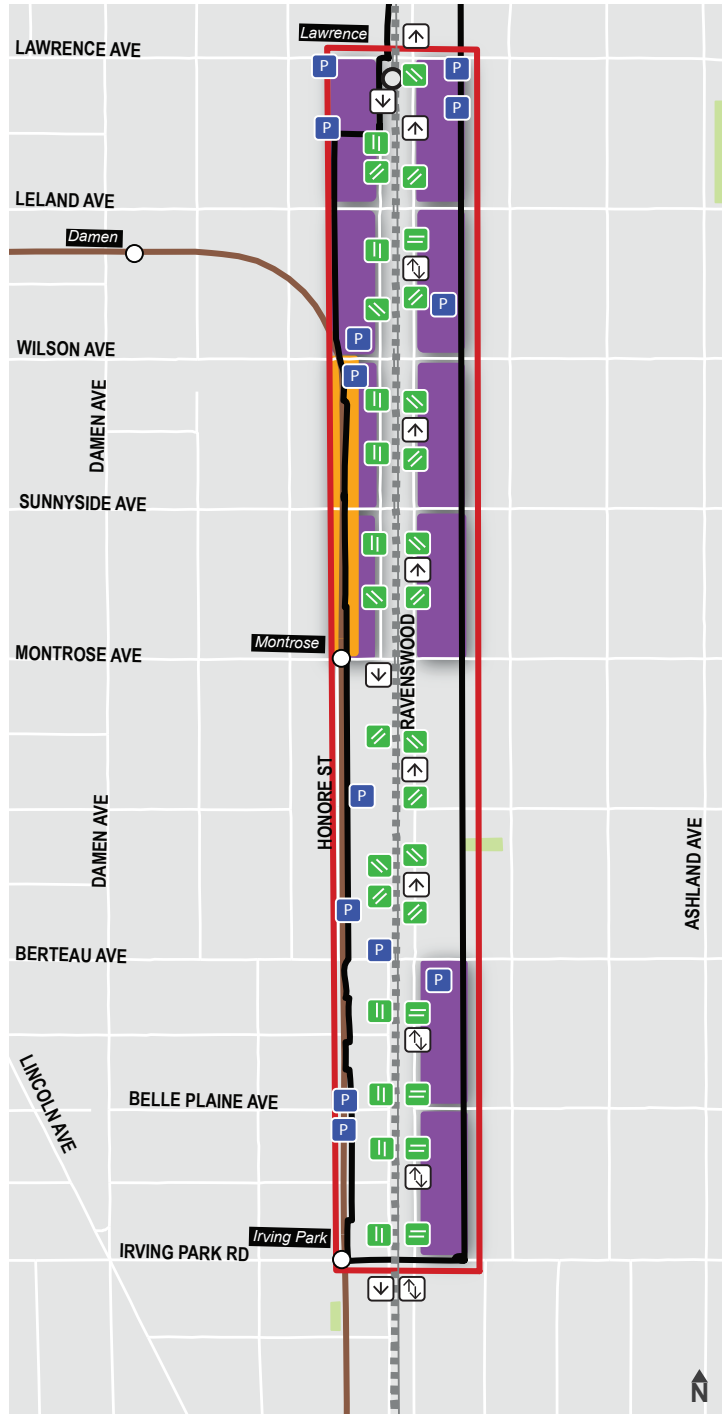 Lawrence
LAWRENCE AVE
P
P
P
P
LELAND AVE
Damen
P
P
WILSON AVE
P
DAMEN AVE
SUNNYSIDE AVE
Montrose
MONTROSE AVE
RAVENSWOOD
HONORE ST
P
DAMEN AVE
ASHLAND AVE
P
BERTEAU AVE
P
P
LINCOLN AVE
BELLE PLAINE AVE
P
P
Irving Park
IRVING PARK RD
N